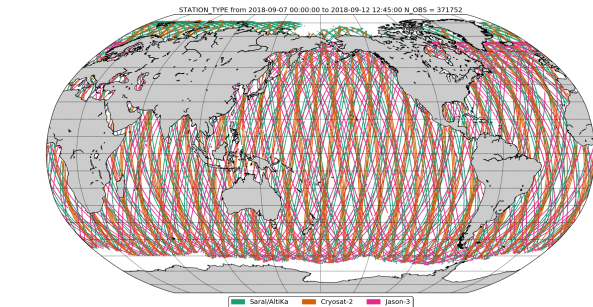 STATION_TYPE from 2018-09-07 00:00:00 to 2018-09-12 12:45:00 N_OBS = 371752
Saral/AltiKa Cryosat-2 Jason-3